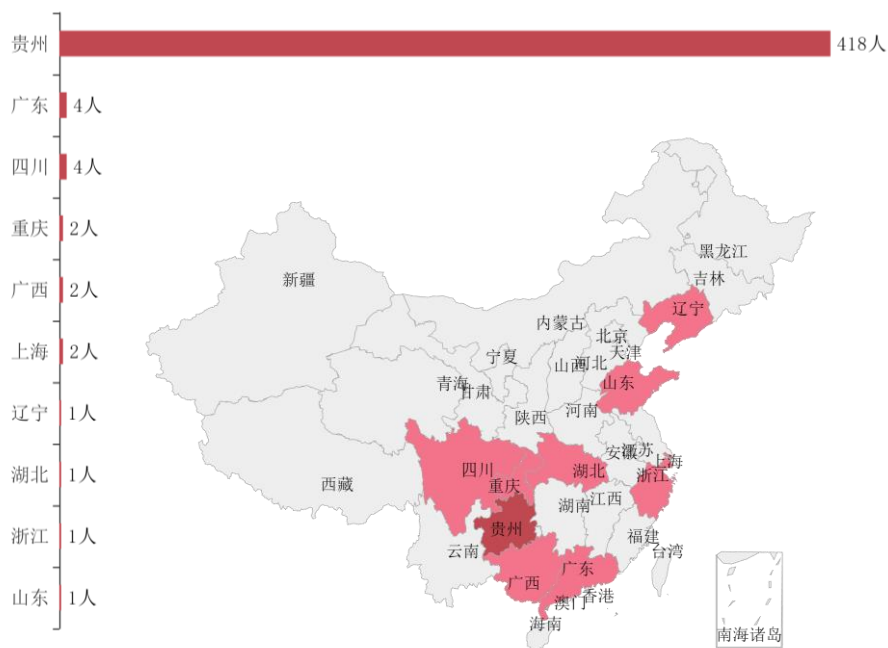 贵州
418人
广东
4人
四川
4人
重庆
2人
广西
2人
上海
2人
辽宁
1人
湖北
1人
浙江
1人
山东
1人
黑龙江
吉林
新疆
辽宁
内蒙古
北京
天津
宁夏
山西
河北
青海
甘肃
山东
陕西
河南
安徽
江苏
上海
四川
湖北
浙江
西藏
重庆
湖南
江西
贵州
福建
云南
台湾
广西
广东
澳门
香港
海南
南海诸岛